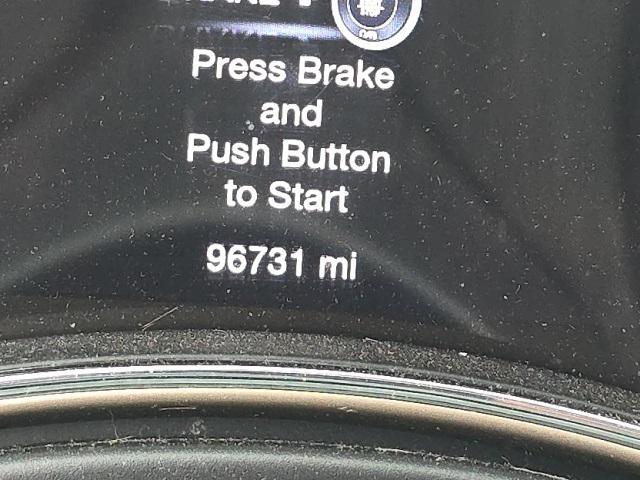 Press Brake
and
Push Button
to Start
96731 mi